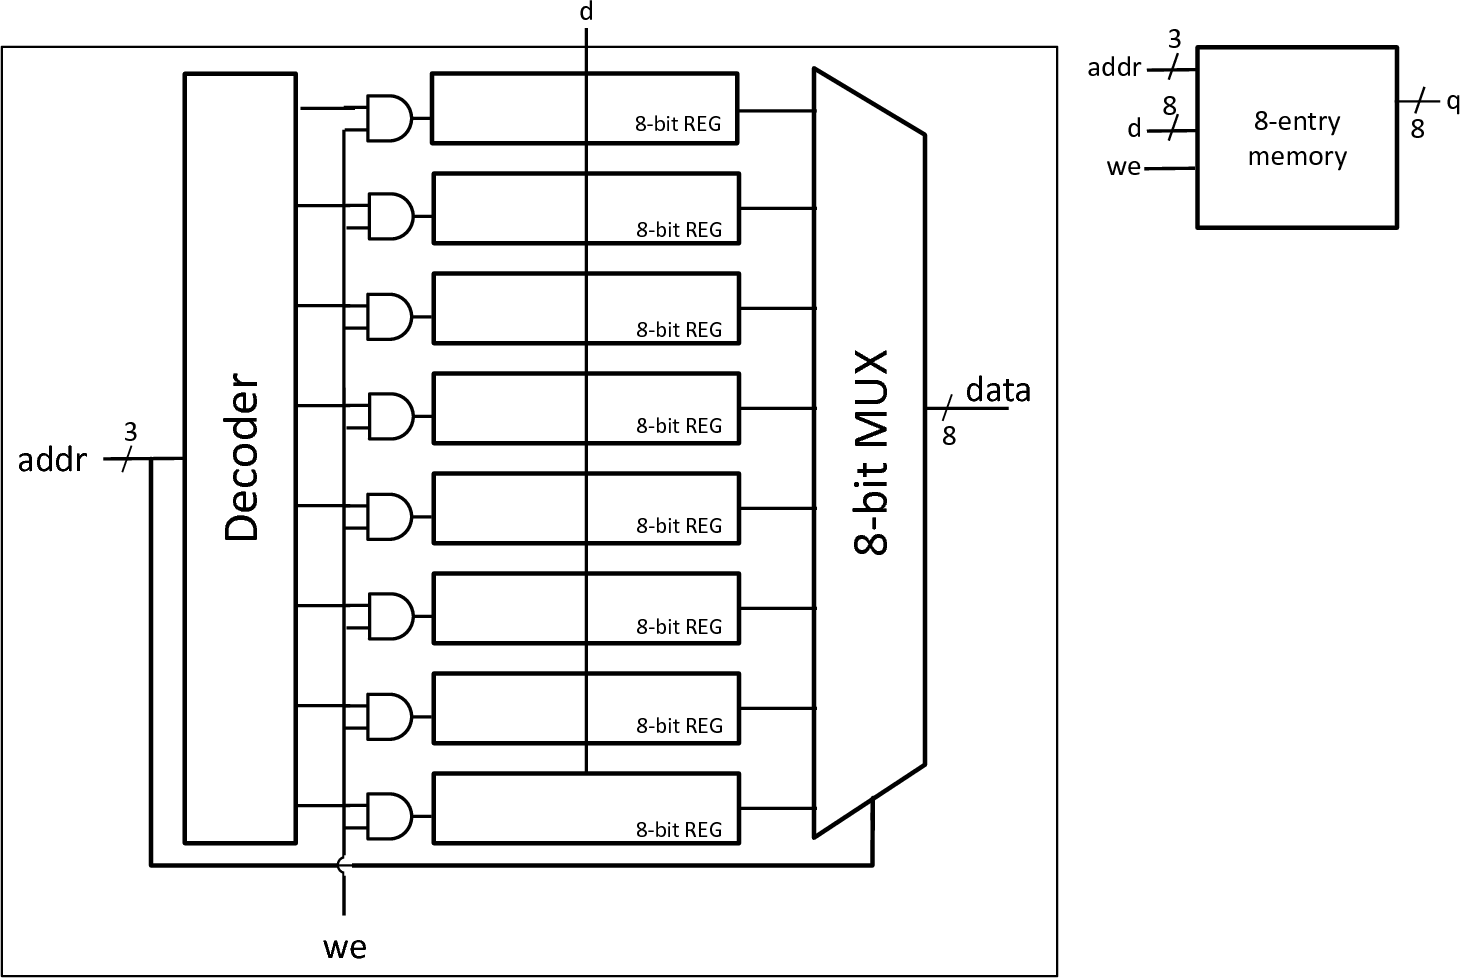 d
8-bit REG
8-bit REG
8-bit REG
8-bit REG
8-bit REG
8-bit REG
8-bit REG
8-bit REG
Decoder
8-bit MUX
addr
3
data
8
we
addr
3
d
8
we
8-entry
memory
q
8